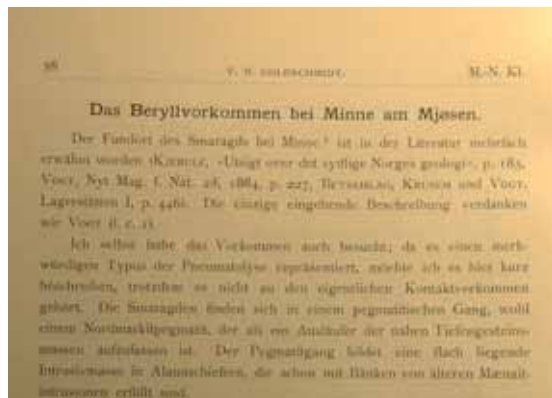 V. M. GOLDSCHMIDT. M.-N. Kl.
Das Beryllvorkommen bei Minne am Mjøsen.
Der Fundort des Smaragds bei Minne ist in der Literatur mehrfach
erwähnt worden (KJERULF, »Udsigt over det sydlige Norges geologi«, p. 185,
VOGT, Nyt Mag. f. Nat. 28, 1884, p. 227, BEYSCHLAG, KRUSCH und VOGT,
Lagerstätten I, p. 446). Die einzige eingehende Beschreibung verdanken
wir VOGT (l. c. 1).
Ich selbst habe das Vorkommen auch besucht; da es einen merk-
würdigen Typus der Pneumatolyse repräsentiert, möchte ich es hier kurz
beschreiben, trotzdem es nicht zu den eigentlichen Kontaktvorkommen
gehört. Die Smaragden finden sich in einem pegmatitischen Gang, wohl
einem Nordmarkitpegmatit, der als ein Ausläufer der nahen Tiefengesteins-
massen aufzufassen ist. Der Pegmatitgang bildet eine flach liegende
Intrusivmasse in Alaunschiefern, die schon mit Bänken von älteren Mænait-
intrusionen erfüllt sind.